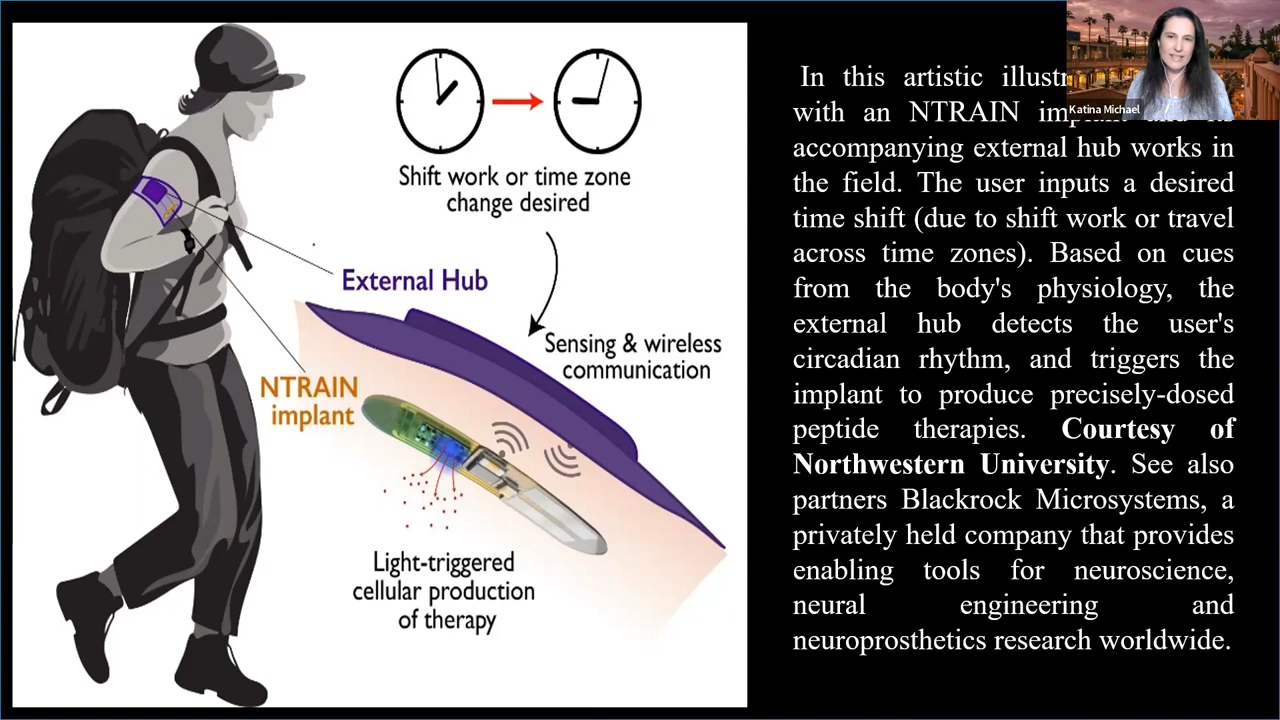 Shift work or time zone
change desired
External Hub
Sensing & wireless
communication
NTRAIN
implant
Light-triggered
cellular production
of therapy
Katina Michael
In this artistic
with an NTRAIN
accompanying external hub works in
the field. The user inputs a desired
time shift (due to shift work or travel
across time zones). Based on cues
from the body's physiology, the
external hub detects the user's
circadian rhythm, and triggers the
implant to produce precisely-dosed
peptide therapies. Courtesy of
Northwestern University. See also
partners Blackrock Microsystems, a
privately held company that provides
enabling tools for neuroscience,
neural engineering and
neuroprosthetics research worldwide.